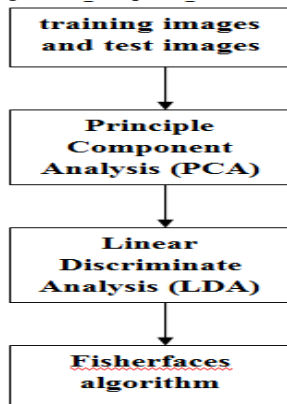 training images
and test images
Principle
Component
Analysis (PCA)
Linear
Discriminate
Analysis (LDA)
Fisherfaces
algorithm